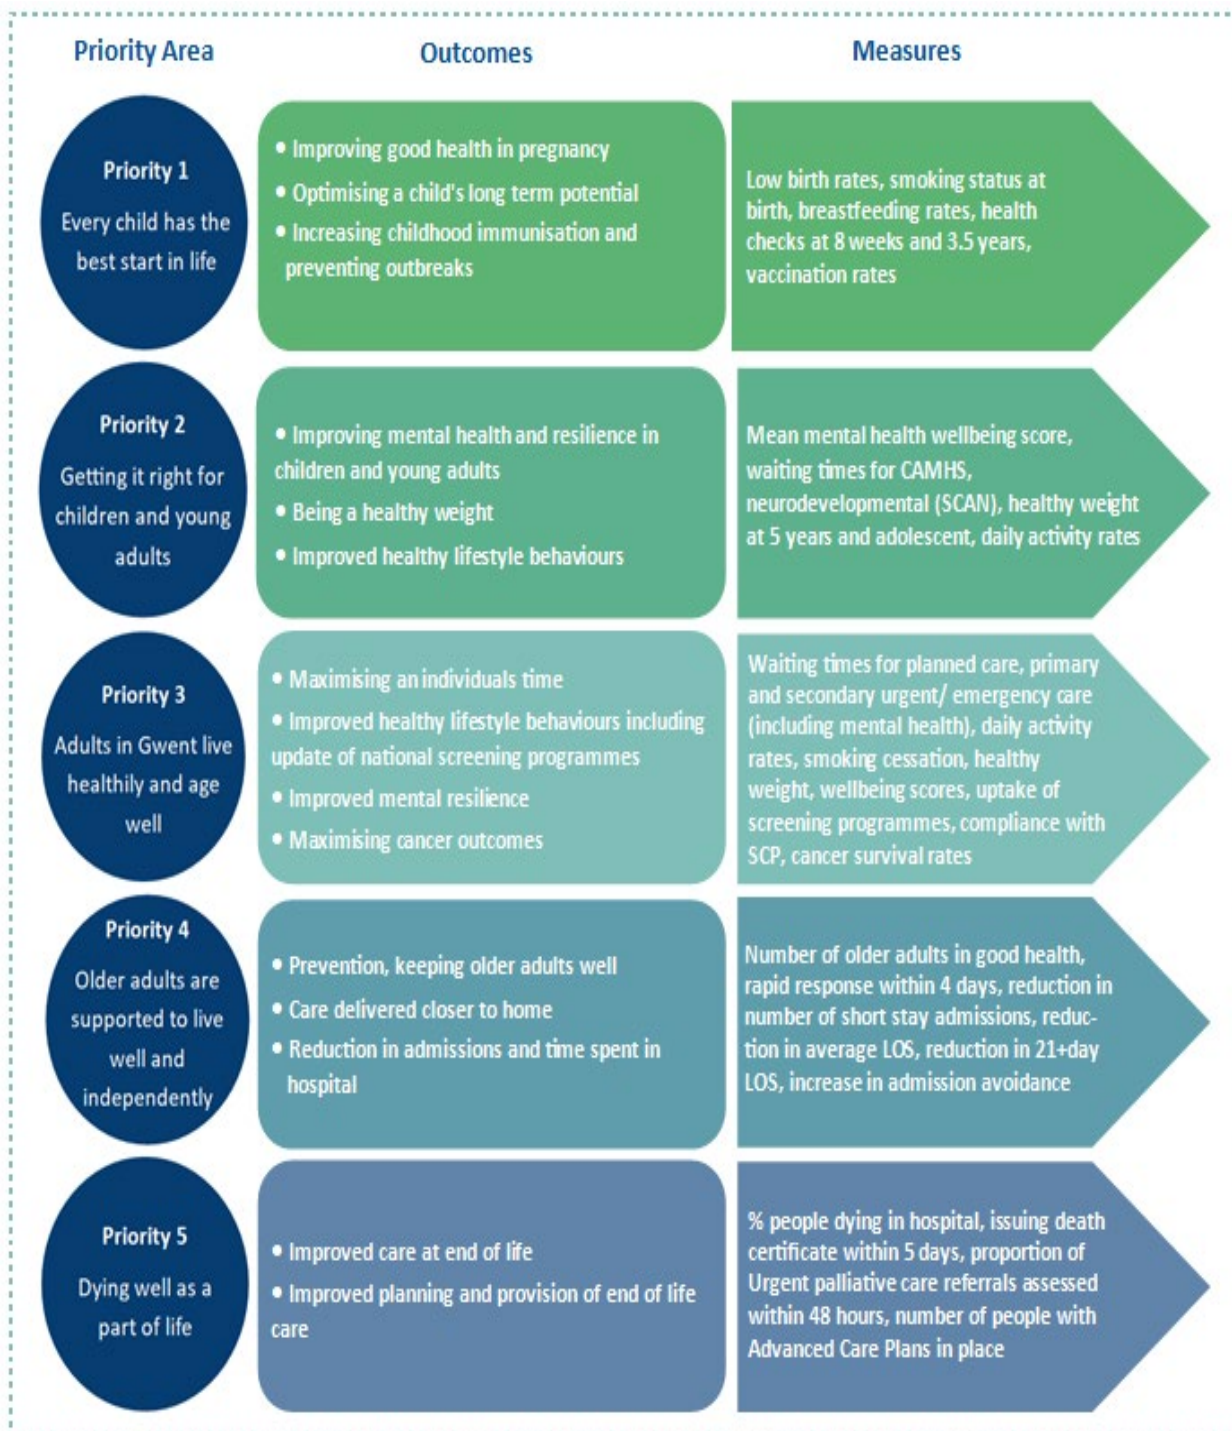 Priority Area
Outcomes
Measures
Priority 1
Every child has the
best start in life
• Improving good health in pregnancy
• Optimising a child's long term potential
• Increasing childhood immunisation and
preventing outbreaks
Low birth rates, smoking status at
birth, breastfeeding rates, health
checks at 8 weeks and 3.5 years,
vaccination rates
Priority 2
Getting it right for
children and young
adults
• Improving mental health and resilience in
children and young adults
• Being a healthy weight
• Improved healthy lifestyle behaviours
Mean mental health wellbeing score,
waiting times for CAMHS,
neurodevelopmental (SCAN), healthy weight
at 5 years and adolescent, daily activity rates
Priority 3
Adults in Gwent live
healthily and age
well
• Maximising an individuals time
• Improved healthy lifestyle behaviours including
update of national screening programmes
• Improved mental resilience
• Maximising cancer outcomes
Waiting times for planned care, primary
and secondary urgent/ emergency care
(including mental health), daily activity
rates, smoking cessation, healthy
weight, wellbeing scores, uptake of
screening programmes, compliance with
SCP, cancer survival rates
Priority 4
Older adults are
supported to live
well and
independently
• Prevention, keeping older adults well
• Care delivered closer to home
• Reduction in admissions and time spent in
hospital
Number of older adults in good health,
rapid response within 4 days, reduction in
number of short stay admissions, reduc-
tion in average LOS, reduction in 21+day
LOS, increase in admission avoidance
Priority 5
Dying well as a
part of life
• Improved care at end of life
• Improved planning and provision of end of life
care
% people dying in hospital, issuing death
certificate within 5 days, proportion of
Urgent palliative care referrals assessed
within 48 hours, number of people with
Advanced Care Plans in place